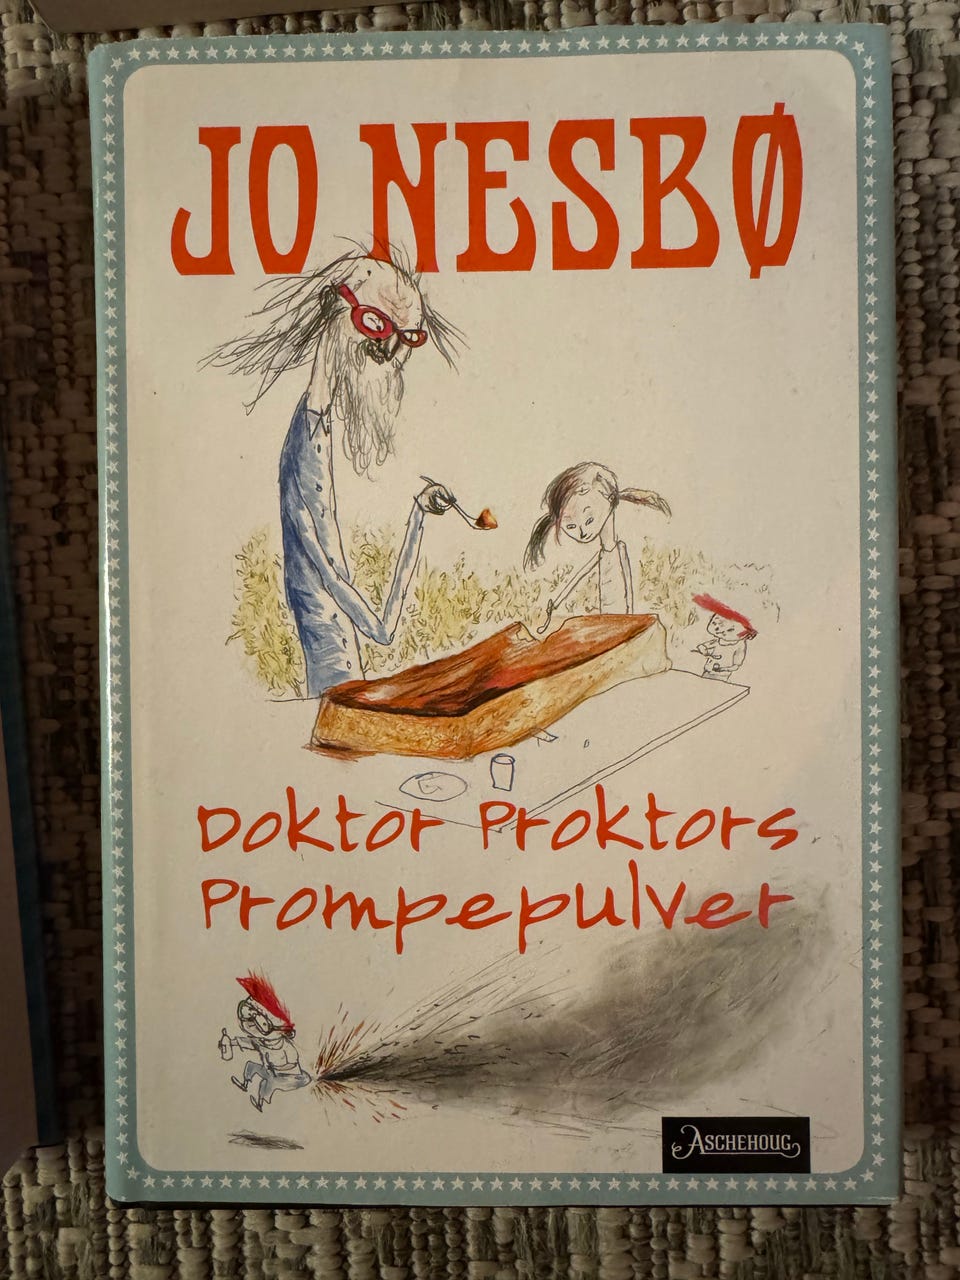 JO NESBØ
Doktor Proktors
Prompepulver
ASCHEHOUG